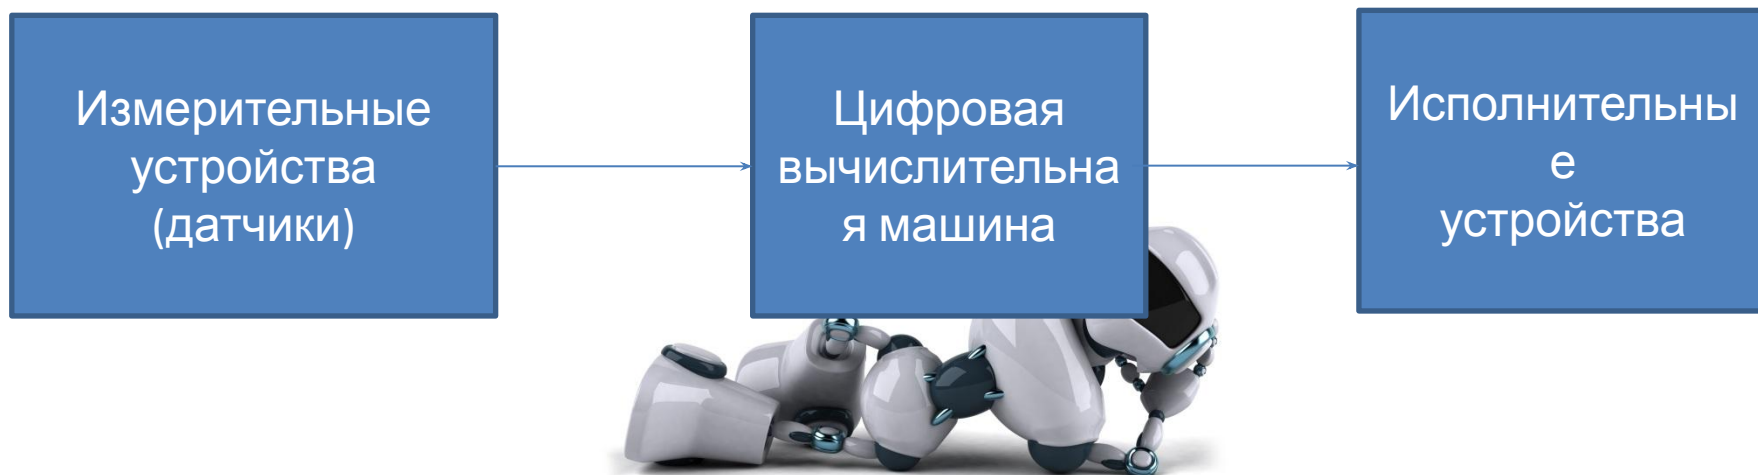 Измерительные
устройства
(датчики)
Цифровая
вычислительна
я машина
Исполнительны
е
устройства